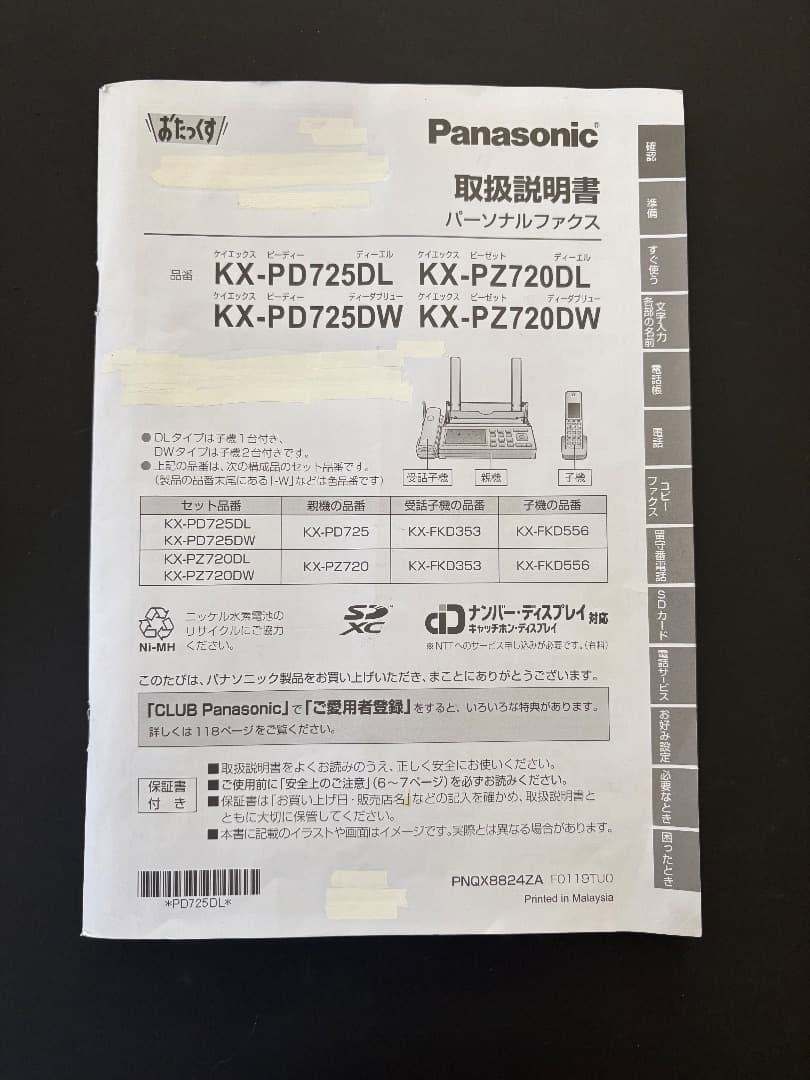 おたっくす
Panasonic®
取扱説明書
パーソナルファクス
品番
ケイエックス ピーディー ディーエル ケイエックス ピーゼット ディーエル
KX-PD725DL KX-PZ720DL
ケイエックス ピーディー ディーダブリュー ケイエックス ピーゼット ディーダブリュー
KX-PD725DW KX-PZ720DW
●DLタイプは子機1台付き、
DWタイプは子機2台付きです。
●上記の品番は、次の構成品のセット品番です。
(製品の品番末尾にある「-W」などは色品番です)
受話子機 親機 子機
セット品番 親機の品番 受話子機の品番 子機の品番
KX-PD725DL
KX-PD725DW
KX-PD725 KX-FKD353 KX-FKD556
KX-PZ720DL
KX-PZ720DW
KX-PZ720 KX-FKD353 KX-FKD556
Ni-MH
ニッケル水素電池の
リサイクルにご協力
ください。
SD
XC™
ナンバー・ディスプレイ
キャッチホン・ディスプレイ
対応
※NTTへのサービス申し込みが必要です。(有料)
このたびは、パナソニック製品をお買い上げいただき、まことにありがとうございます。
「CLUB Panasonic」で「ご愛用者登録」をすると、いろいろな特典があります。
詳しくは118ページをご覧ください。
保証書
付き
■取扱説明書をよくお読みのうえ、正しく安全にお使いください。
■ご使用前に「安全上のご注意」(6〜7ページ)を必ずお読みください。
■保証書は「お買い上げ日・販売店名」などの記入を確かめ、取扱説明書と
ともに大切に保管してください。
■本書に記載のイラストや画面はイメージです。実際とは異なる場合があります。
*PD725DL*
PNQX8824ZA F0119TU0
Printed in Malaysia
確認
準備
すぐ使う
文字入力
各部の名前
電話帳
電話
コピー
ファクス
留守番電話
SDカード
電話サービス
お好み設定
必要なとき
困ったとき